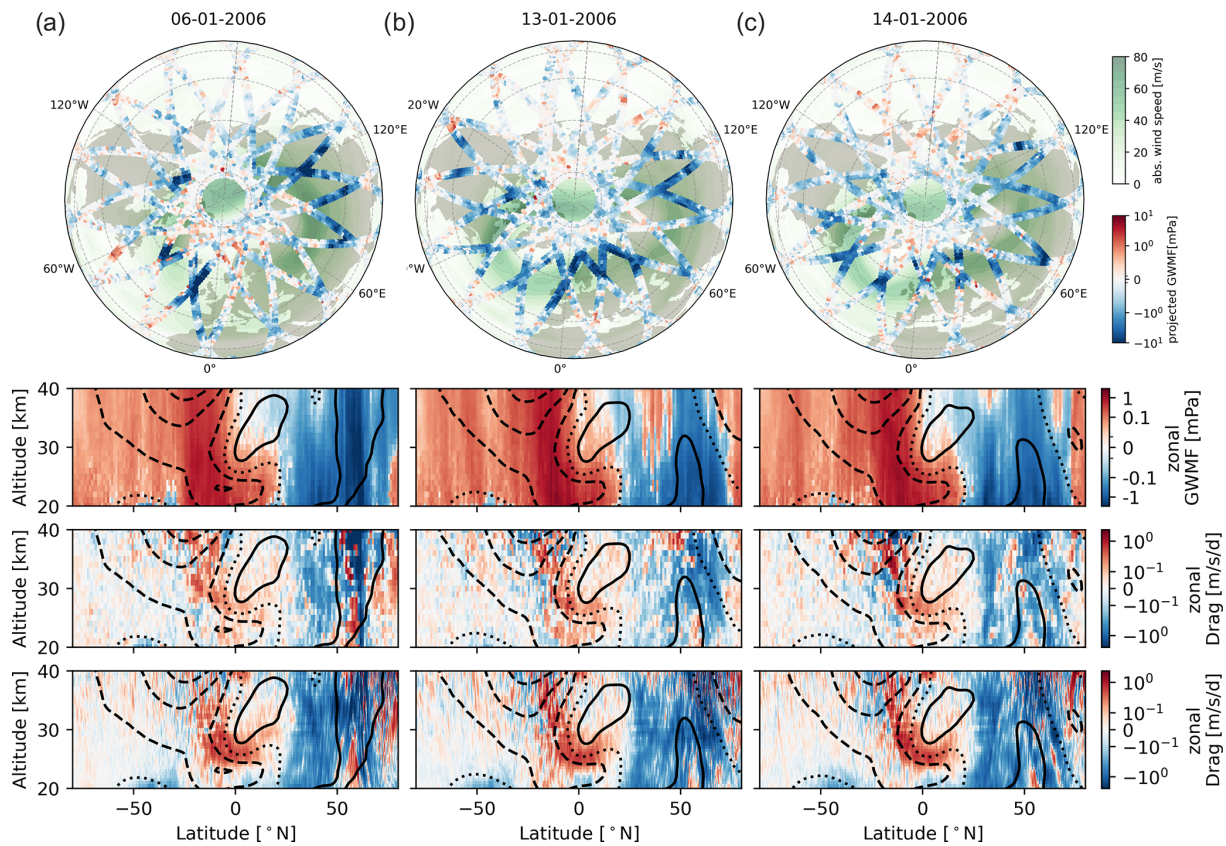 (a) 06-01-2006 (b) 13-01-2006 (c) 14-01-2006
120°W 120°E 20°W 120°E 120°W 120°E
60°W 60°E °W 60°E 60°W 60°E
0° 0° 0°
80
60
40
20
0
abs. wind speed [m/s]
10¹
10⁰
0
−10⁰
−10¹
projected GWMF[mPa]
40
30
20
Altitude [km]
1
0.1
0
-0.1
-1
zonal
GWMF [mPa]
40
30
20
Altitude [km]
10⁰
10⁻¹
0
−10⁻¹
−10⁰
zonal
Drag [m/s/d]
40
30
20
Altitude [km]
10⁰
10⁻¹
0
−10⁻¹
−10⁰
zonal
Drag [m/s/d]
−50 0 50 −50 0 50 −50 0 50
Latitude [°N] Latitude [°N] Latitude [°N]